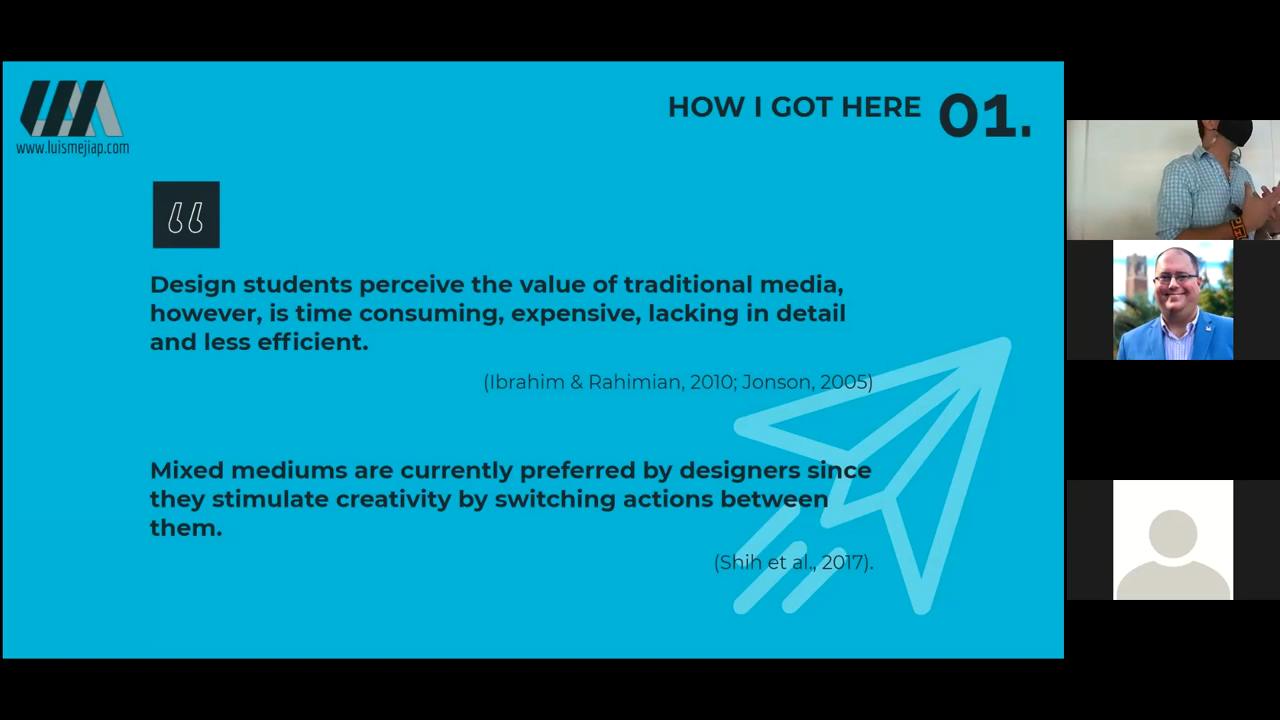 www.luismejiap.com
HOW I GOT HERE 01.
Design students perceive the value of traditional media,
however, is time consuming, expensive, lacking in detail
and less efficient.
(Ibrahim & Rahimian, 2010; Jonson, 2005)
Mixed mediums are currently preferred by designers since
they stimulate creativity by switching actions between
them.
(Shih et al., 2017).